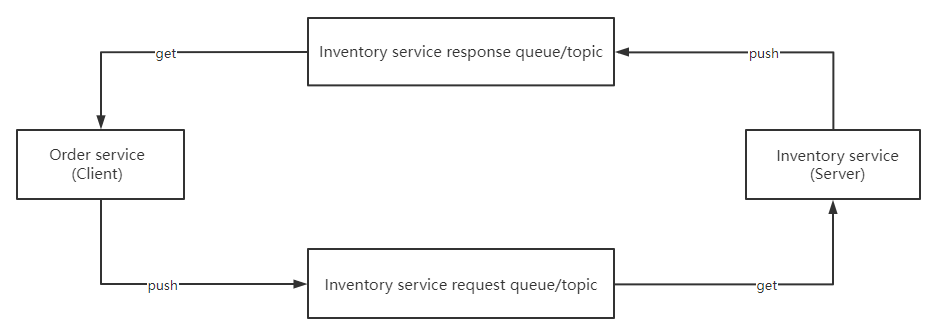 Inventory service response queue/topic
get
push
Order service
(Client)
Inventory service
(Server)
push
Inventory service request queue/topic
get